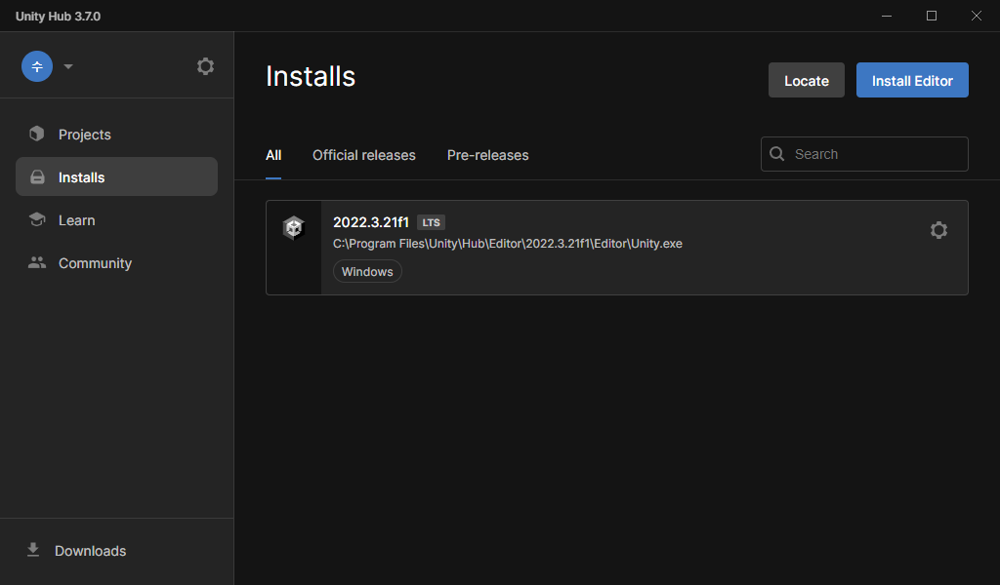 Unity Hub 3.7.0
Projects
Installs
Learn
Community
Downloads
Installs
Locate
Install Editor
All
Official releases
Pre-releases
Search
2022.3.21f1 LTS
C:\Program Files\Unity\Hub\Editor\2022.3.21f1\Editor\Unity.exe
Windows